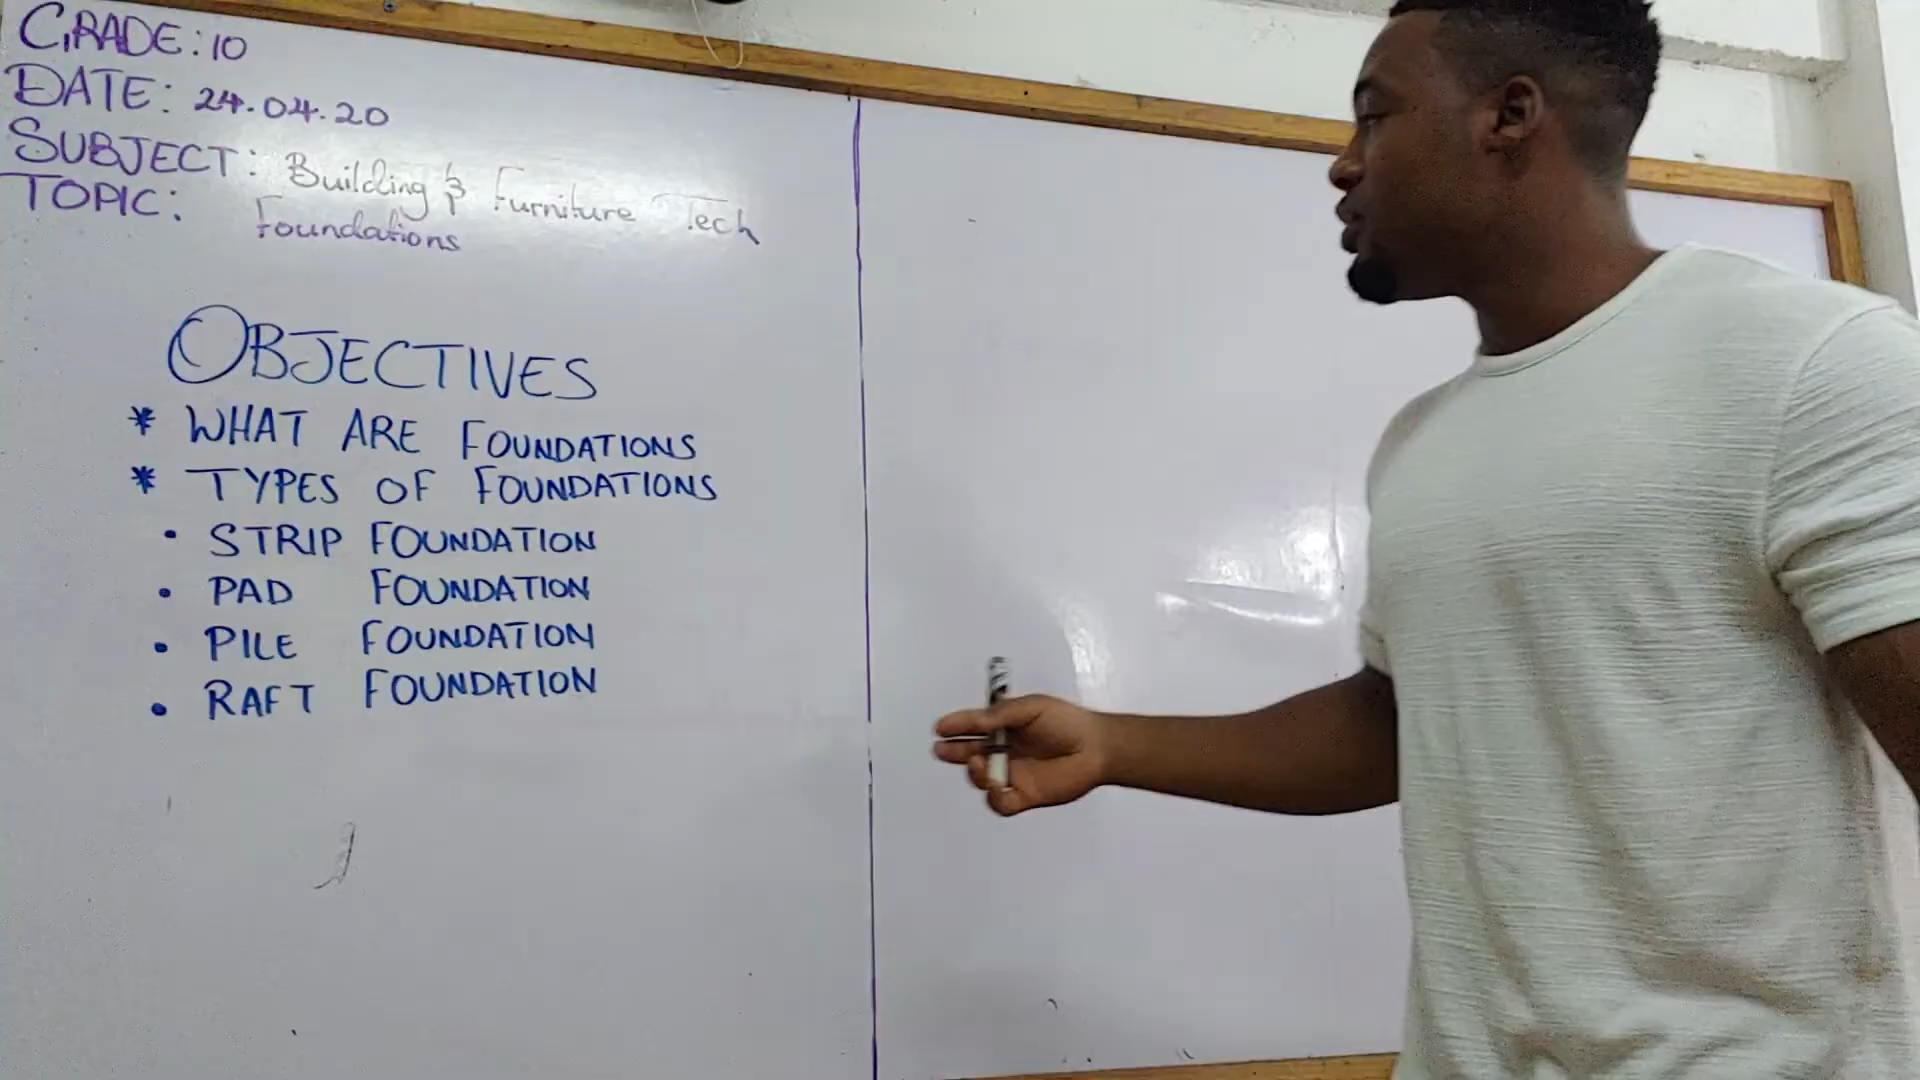 GRADE: 10
DATE: 24.04.20
SUBJECT: Building & Furniture Tech
TOPIC: Foundations
OBJECTIVES
* WHAT ARE FOUNDATIONS
* TYPES OF FOUNDATIONS
• STRIP FOUNDATION
• PAD FOUNDATION
• PILE FOUNDATION
• RAFT FOUNDATION